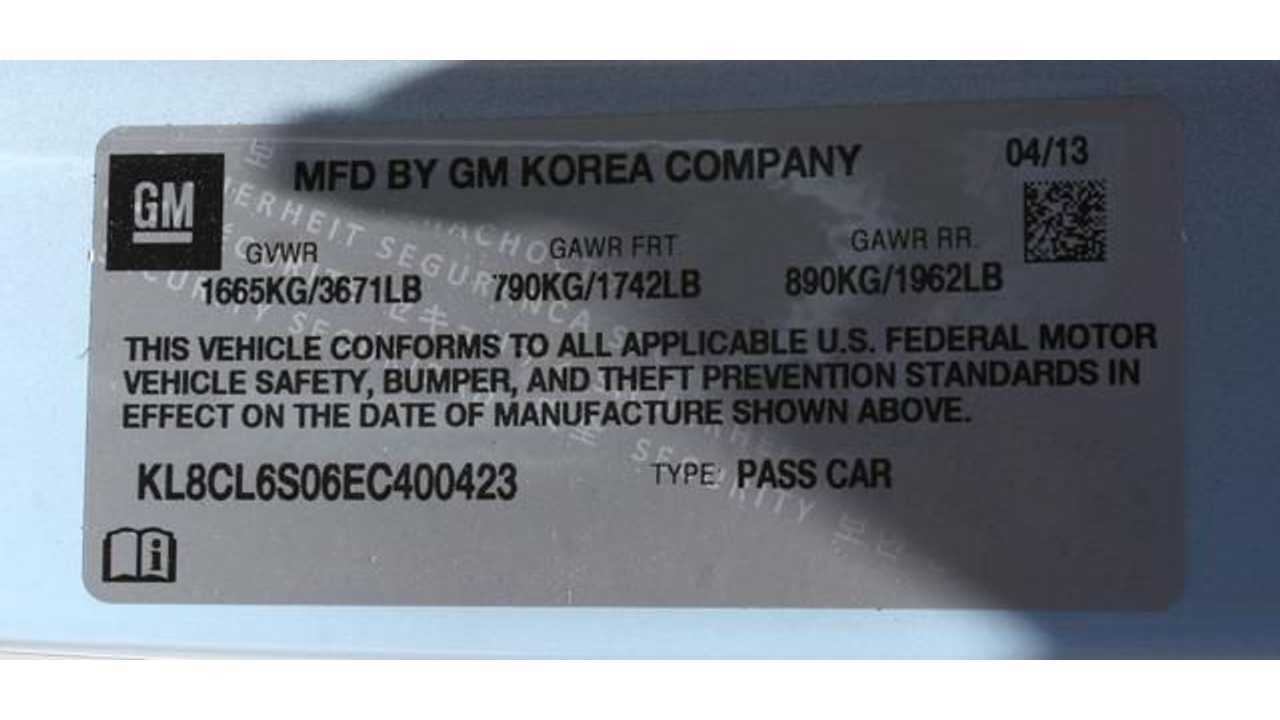 GM
MFD BY GM KOREA COMPANY
04/13
GVWR
1665KG/3671LB
GAWR FRT
790KG/1742LB
GAWR RR.
890KG/1962LB
THIS VEHICLE CONFORMS TO ALL APPLICABLE U.S. FEDERAL MOTOR
VEHICLE SAFETY, BUMPER, AND THEFT PREVENTION STANDARDS IN
EFFECT ON THE DATE OF MANUFACTURE SHOWN ABOVE.
KL8CL6S06EC400423
TYPE: PASS CAR
i
SEGURANCA
SECURITY